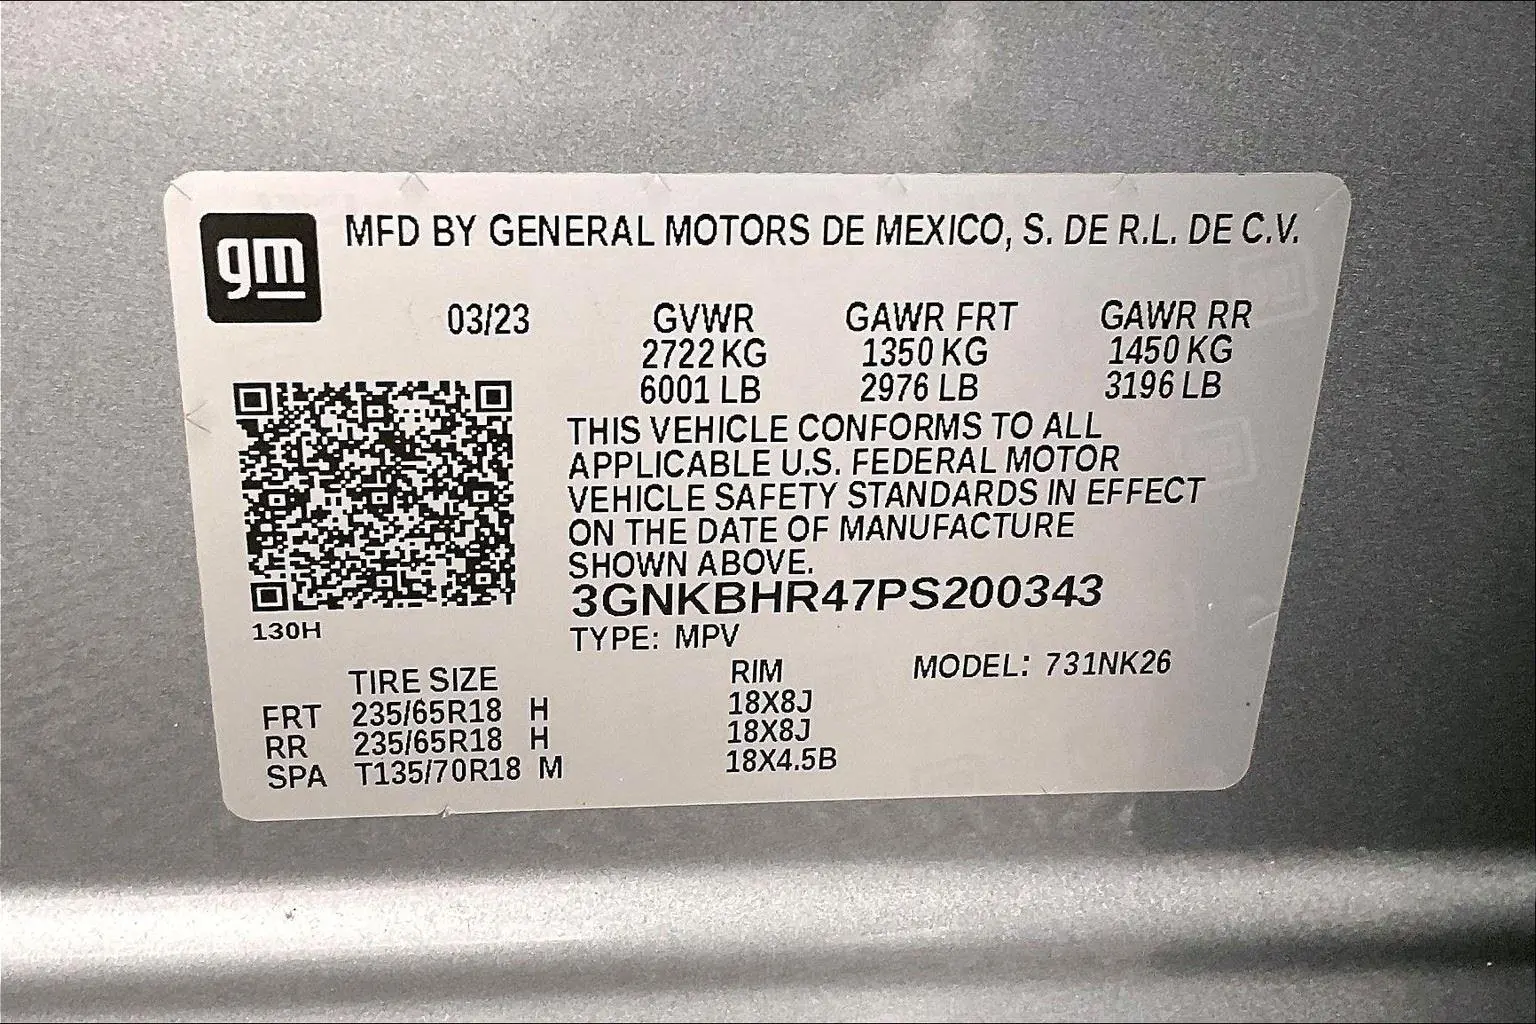 gm
MFD BY GENERAL MOTORS DE MEXICO, S. DE R.L. DE C.V.
03/23 GVWR GAWR FRT GAWR RR
2722 KG 1350 KG 1450 KG
6001 LB 2976 LB 3196 LB
THIS VEHICLE CONFORMS TO ALL
APPLICABLE U.S. FEDERAL MOTOR
VEHICLE SAFETY STANDARDS IN EFFECT
ON THE DATE OF MANUFACTURE
SHOWN ABOVE.
3GNKBHR47PS200343
130H
TYPE: MPV
MODEL: 731NK26
TIRE SIZE RIM
FRT 235/65R18 H 18X8J
RR 235/65R18 H 18X8J
SPA T135/70R18 M 18X4.5B